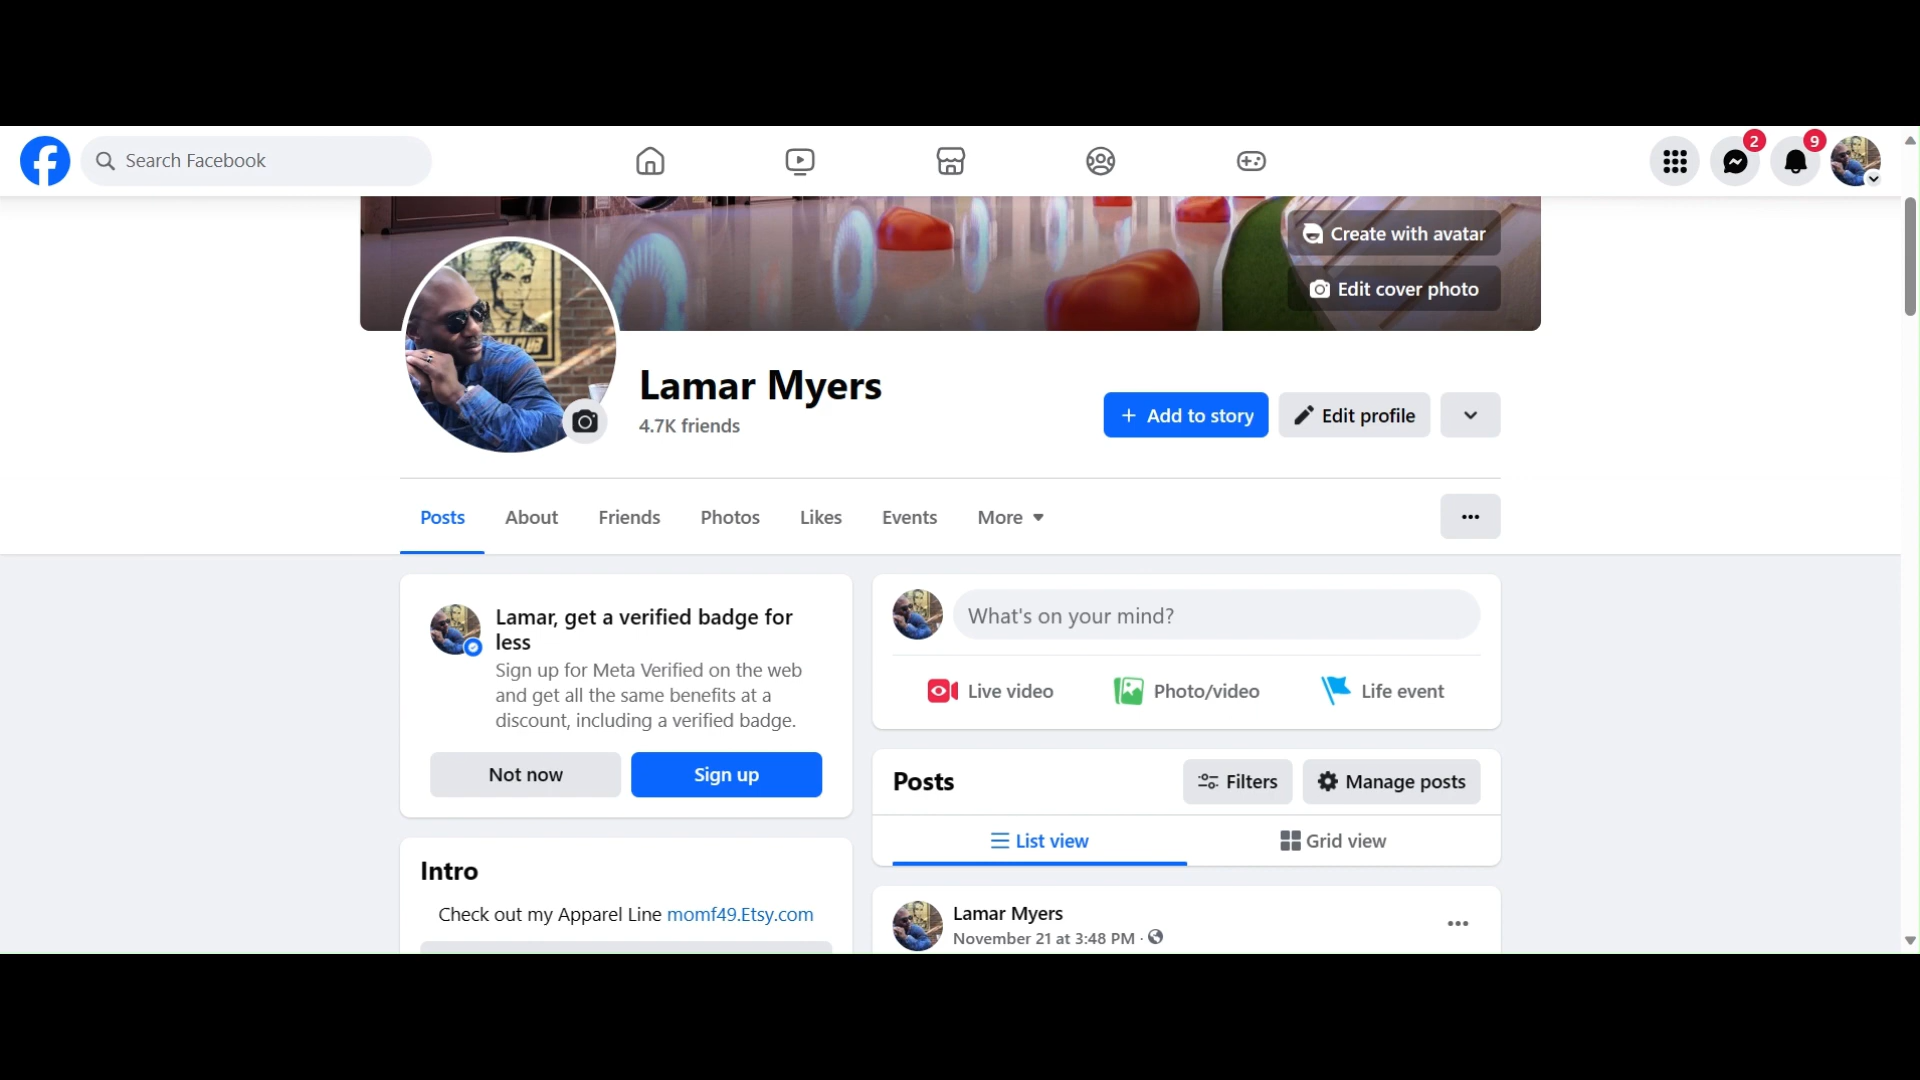 Search Facebook
2
9
Create with avatar
Edit cover photo
Lamar Myers
4.7K friends
+ Add to story
Edit profile
Posts
About
Friends
Photos
Likes
Events
More
Lamar, get a verified badge for
less
Sign up for Meta Verified on the web
and get all the same benefits at a
discount, including a verified badge.
Not now
Sign up
Intro
Check out my Apparel Line momf49.Etsy.com
What's on your mind?
Live video
Photo/video
Life event
Posts
Filters
Manage posts
List view
Grid view
Lamar Myers
November 21 at 3:48 PM ·